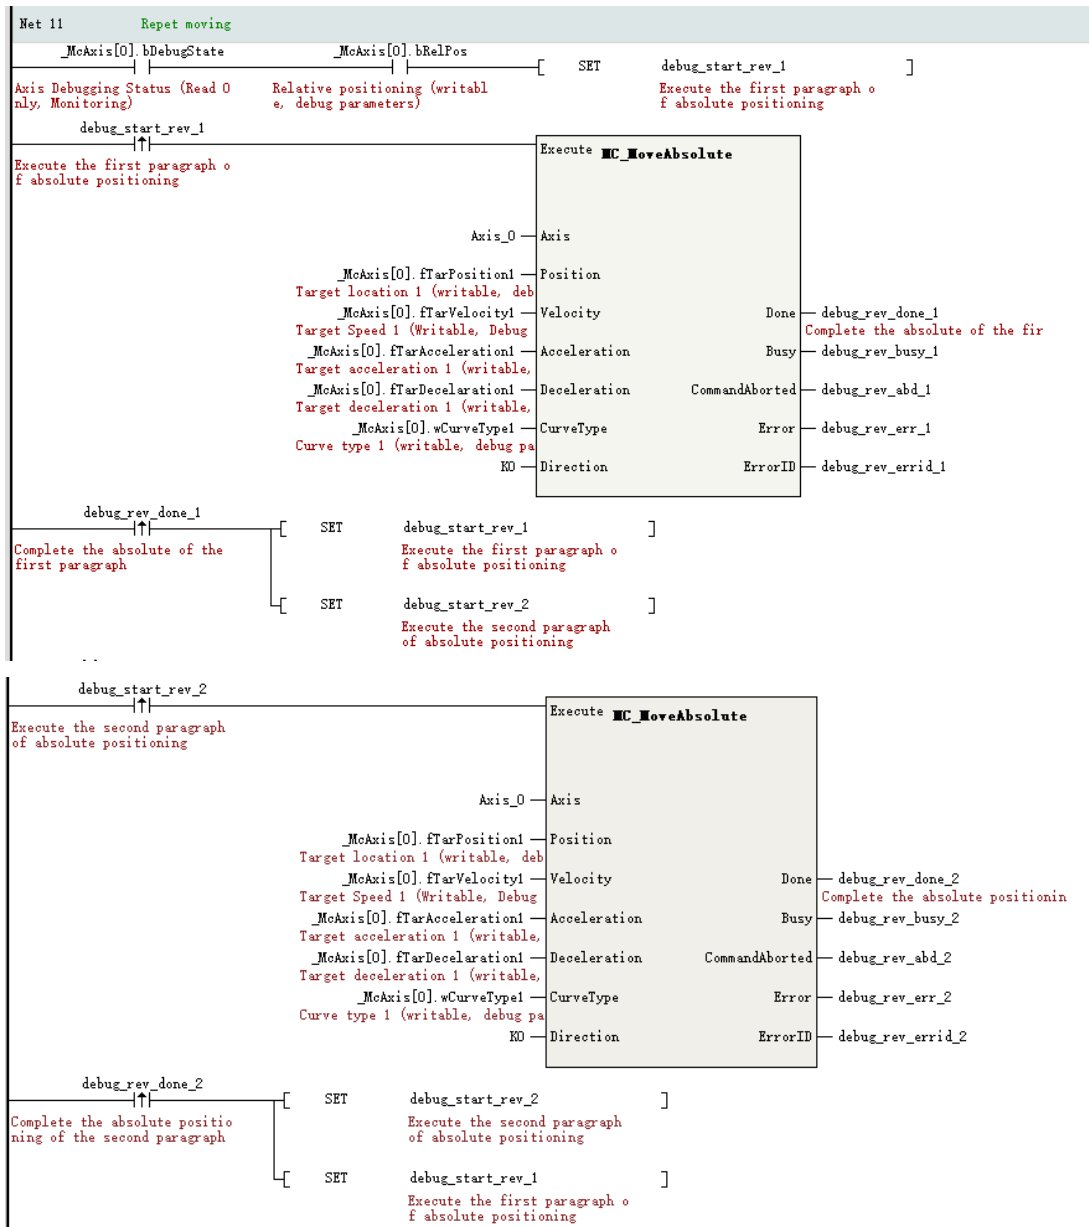 Net 11 Repet moving
_McAxis[0].bDebugState _McAxis[0].bRelPos
[ SET debug_start_rev_1 ]
Axis Debugging Status (Read O Relative positioning (writabl Execute the first paragraph o
nly, Monitoring) e, debug parameters) f absolute positioning
debug_start_rev_1
Execute MC_MoveAbsolute
Execute the first paragraph o
f absolute positioning
Axis_0 Axis
_McAxis[0].fTarPosition1 Position
Target location 1 (writable, deb
_McAxis[0].fTarVelocity1 Velocity Done debug_rev_done_1
Target Speed 1 (Writable, Debug Complete the absolute of the fir
_McAxis[0].fTarAcceleration1 Acceleration Busy debug_rev_busy_1
Target acceleration 1 (writable,
_McAxis[0].fTarDecelaration1 Deceleration CommandAborted debug_rev_abd_1
Target deceleration 1 (writable,
_McAxis[0].wCurveType1 CurveType Error debug_rev_err_1
Curve type 1 (writable, debug pa
K0 Direction ErrorID debug_rev_errid_1
debug_rev_done_1
[ SET debug_start_rev_1 ]
Complete the absolute of the Execute the first paragraph o
first paragraph f absolute positioning
[ SET debug_start_rev_2 ]
Execute the second paragraph
of absolute positioning
debug_start_rev_2
Execute MC_MoveAbsolute
Execute the second paragraph
of absolute positioning
Axis_0 Axis
_McAxis[0].fTarPosition1 Position
Target location 1 (writable, deb
_McAxis[0].fTarVelocity1 Velocity Done debug_rev_done_2
Target Speed 1 (Writable, Debug Complete the absolute positionin
_McAxis[0].fTarAcceleration1 Acceleration Busy debug_rev_busy_2
Target acceleration 1 (writable,
_McAxis[0].fTarDecelaration1 Deceleration CommandAborted debug_rev_abd_2
Target deceleration 1 (writable,
_McAxis[0].wCurveType1 CurveType Error debug_rev_err_2
Curve type 1 (writable, debug pa
K0 Direction ErrorID debug_rev_errid_2
debug_rev_done_2
[ SET debug_start_rev_2 ]
Complete the absolute positio Execute the second paragraph
ning of the second paragraph of absolute positioning
[ SET debug_start_rev_1 ]
Execute the first paragraph o
f absolute positioning